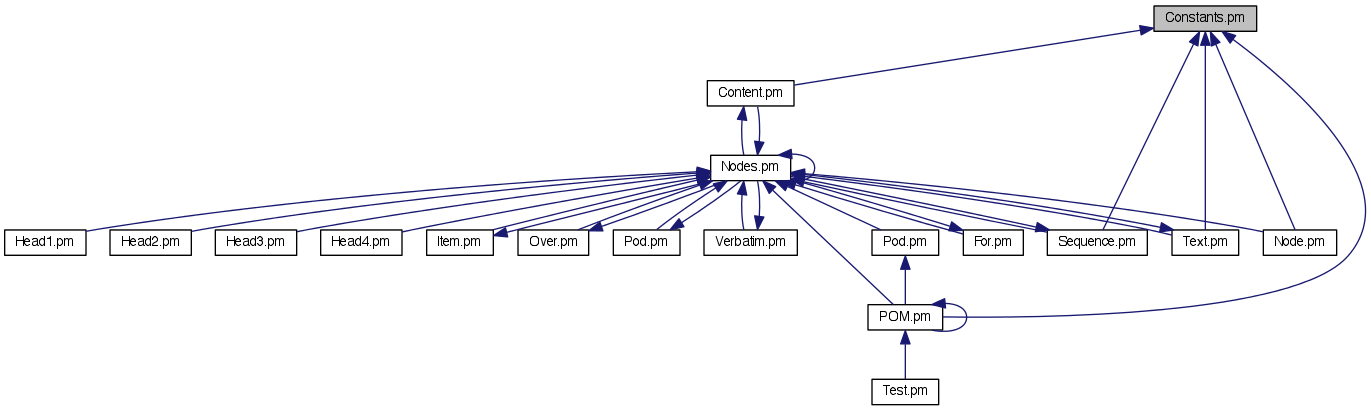 Constants.pm
Content.pm
Nodes.pm
Head1.pm
Head2.pm
Head3.pm
Head4.pm
Item.pm
Over.pm
Pod.pm
Verbatim.pm
Pod.pm
For.pm
Sequence.pm
Text.pm
Node.pm
POM.pm
Test.pm